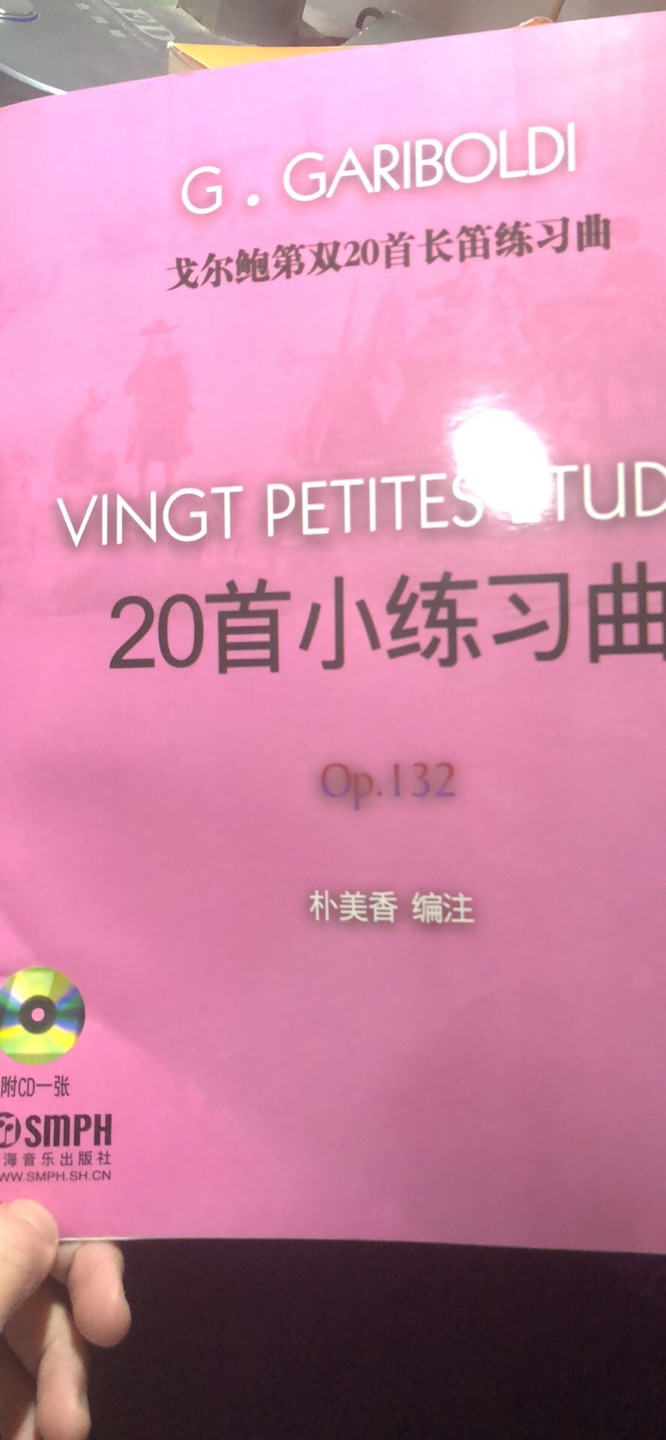 G. GARIBOLDI
戈尔鲍第双20首长笛练习曲
VINGT PETITES ETUD
20首小练习曲
Op.132
朴美香 编注
附CD一张
SMPH
海音乐出版社
WWW.SMPH.SH.CN